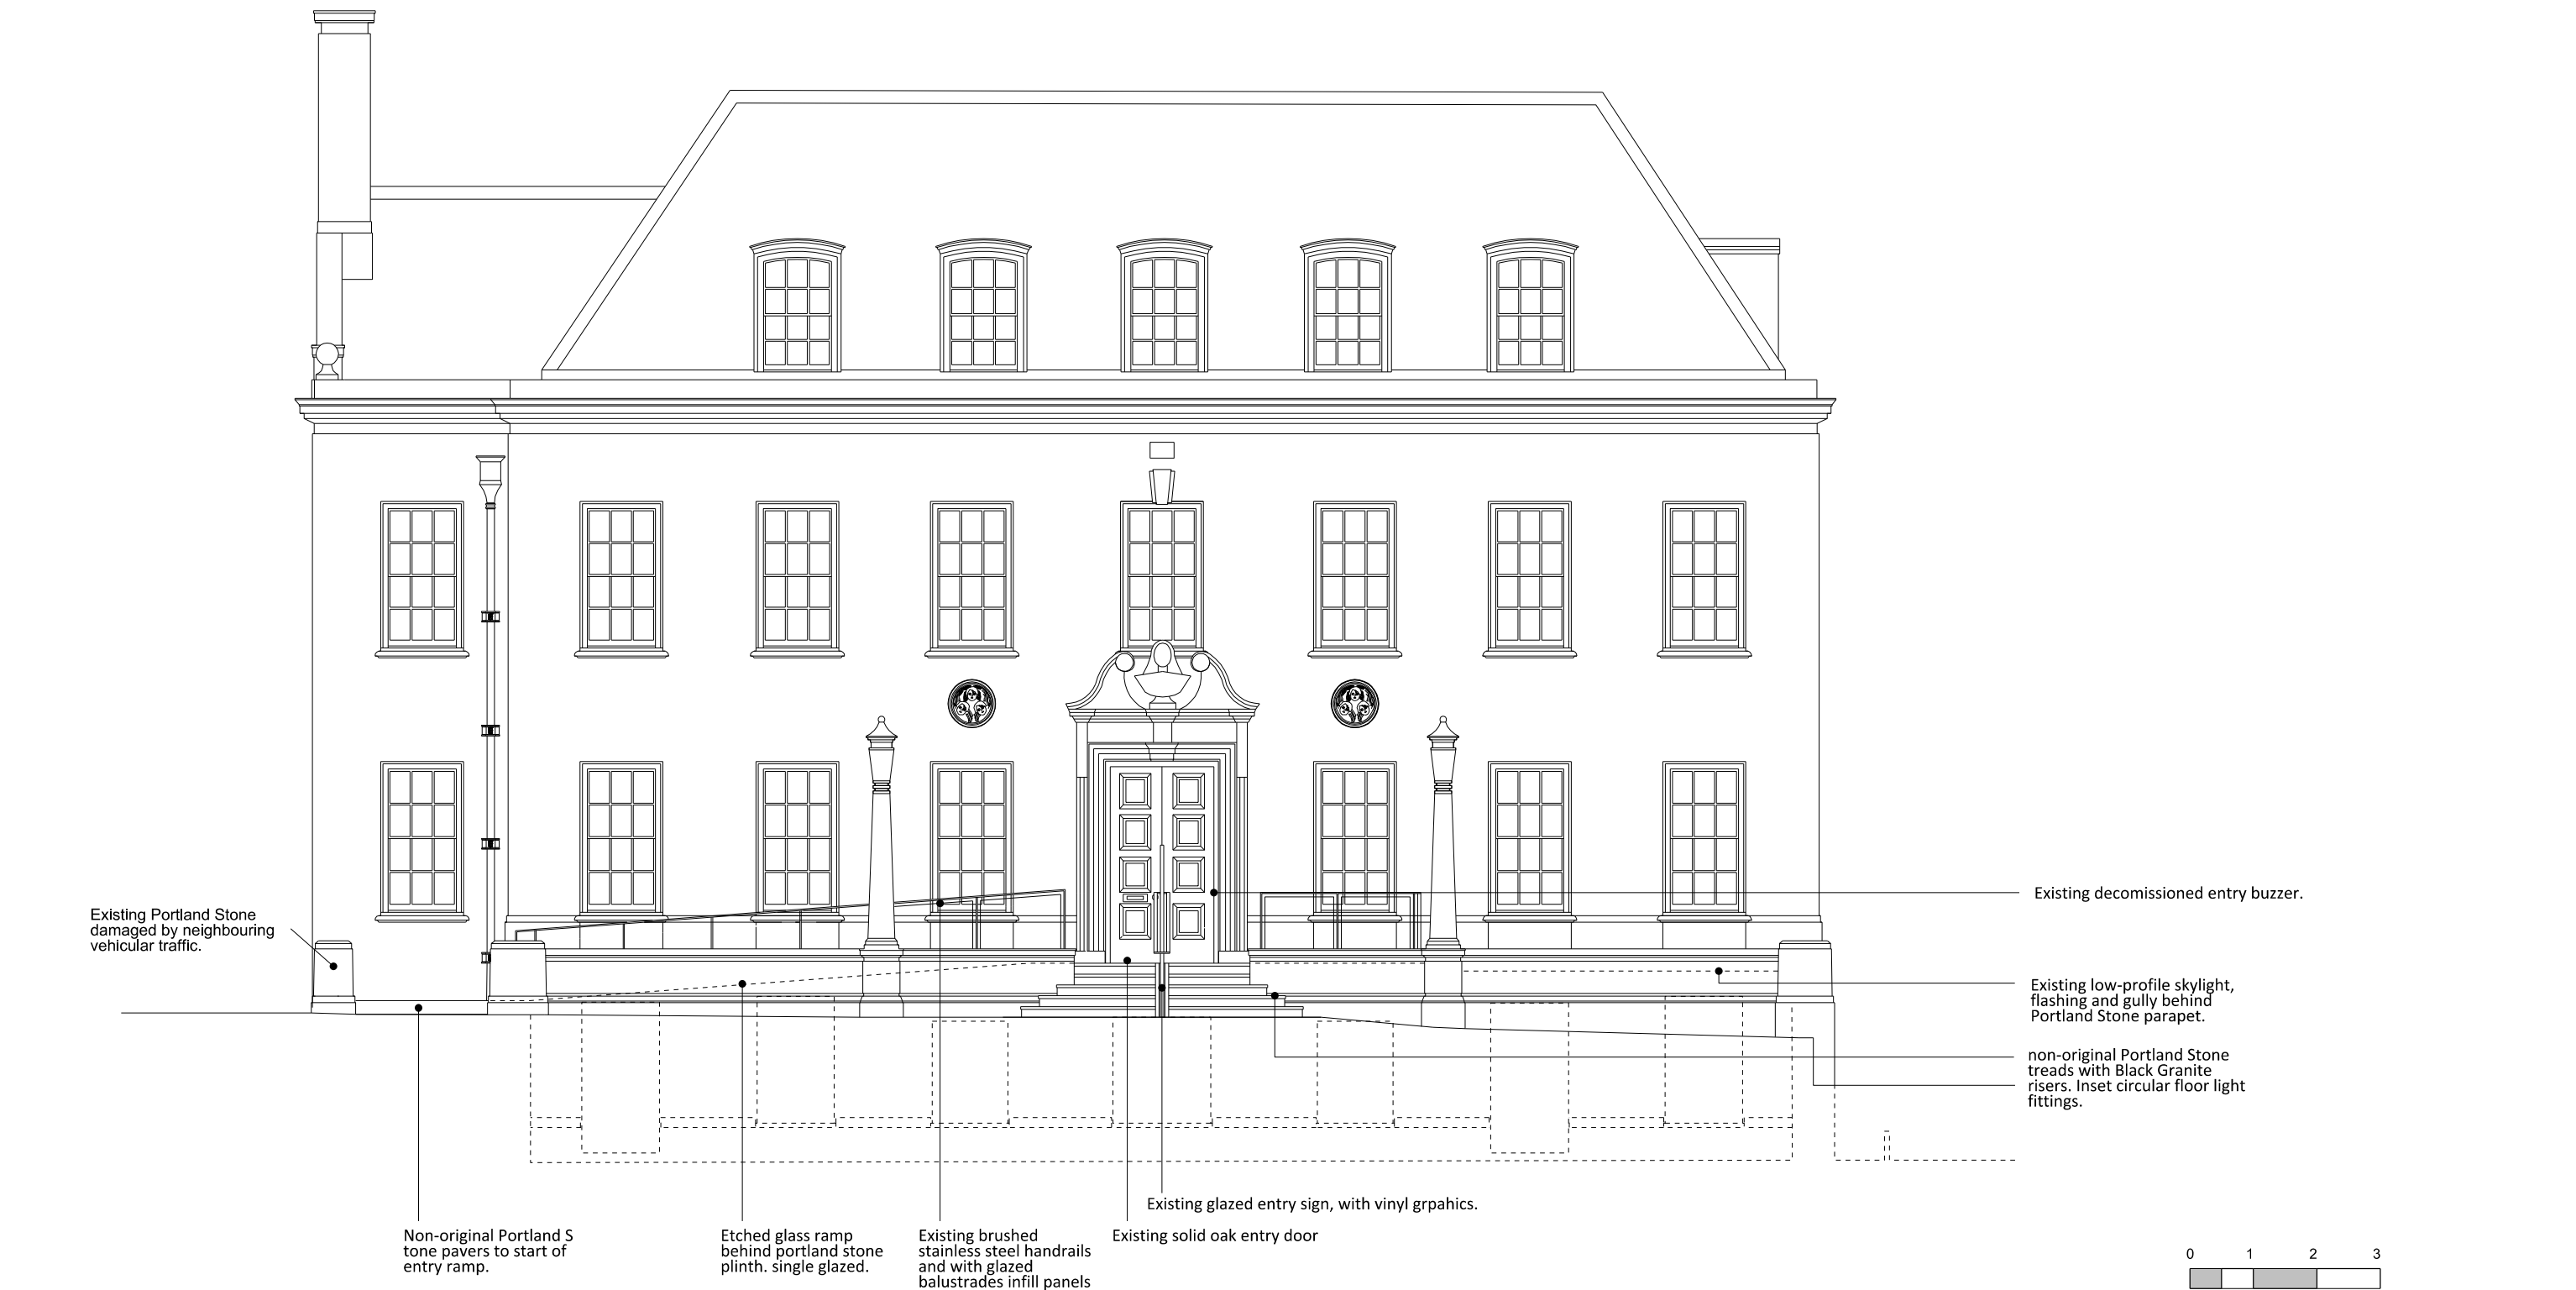 Existing decomissioned entry buzzer.
Existing Portland Stone
damaged by neighbouring
vehicular traffic.
Existing low-profile skylight,
flashing and gully behind
Portland Stone parapet.
non-original Portland Stone
treads with Black Granite
risers. Inset circular floor light
fittings.
Existing glazed entry sign, with vinyl grpahics.
Non-original Portland S
tone pavers to start of
entry ramp.
Etched glass ramp
behind portland stone
plinth. single glazed.
Existing brushed
stainless steel handrails
and with glazed
balustrades infill panels
Existing solid oak entry door
0 1 2 3